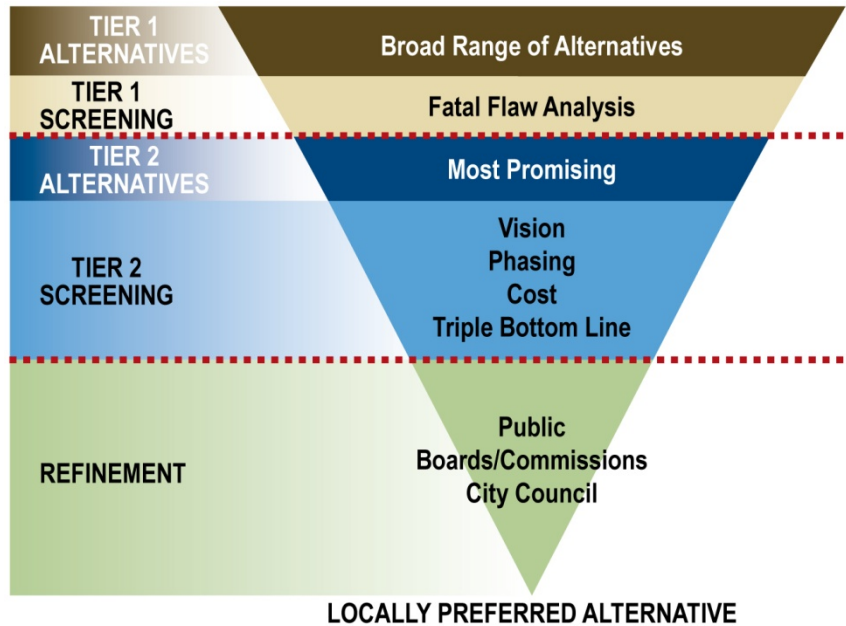 TIER 1
ALTERNATIVES
Broad Range of Alternatives
TIER 1
SCREENING
Fatal Flaw Analysis
TIER 2
ALTERNATIVES
Most Promising
TIER 2
SCREENING
Vision
Phasing
Cost
Triple Bottom Line
REFINEMENT
Public
Boards/Commissions
City Council
LOCALLY PREFERRED ALTERNATIVE